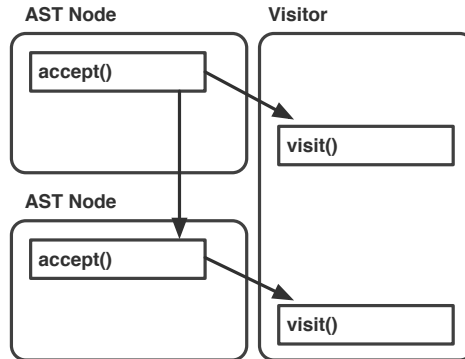 AST Node
Visitor
accept()
visit()
AST Node
accept()
visit()